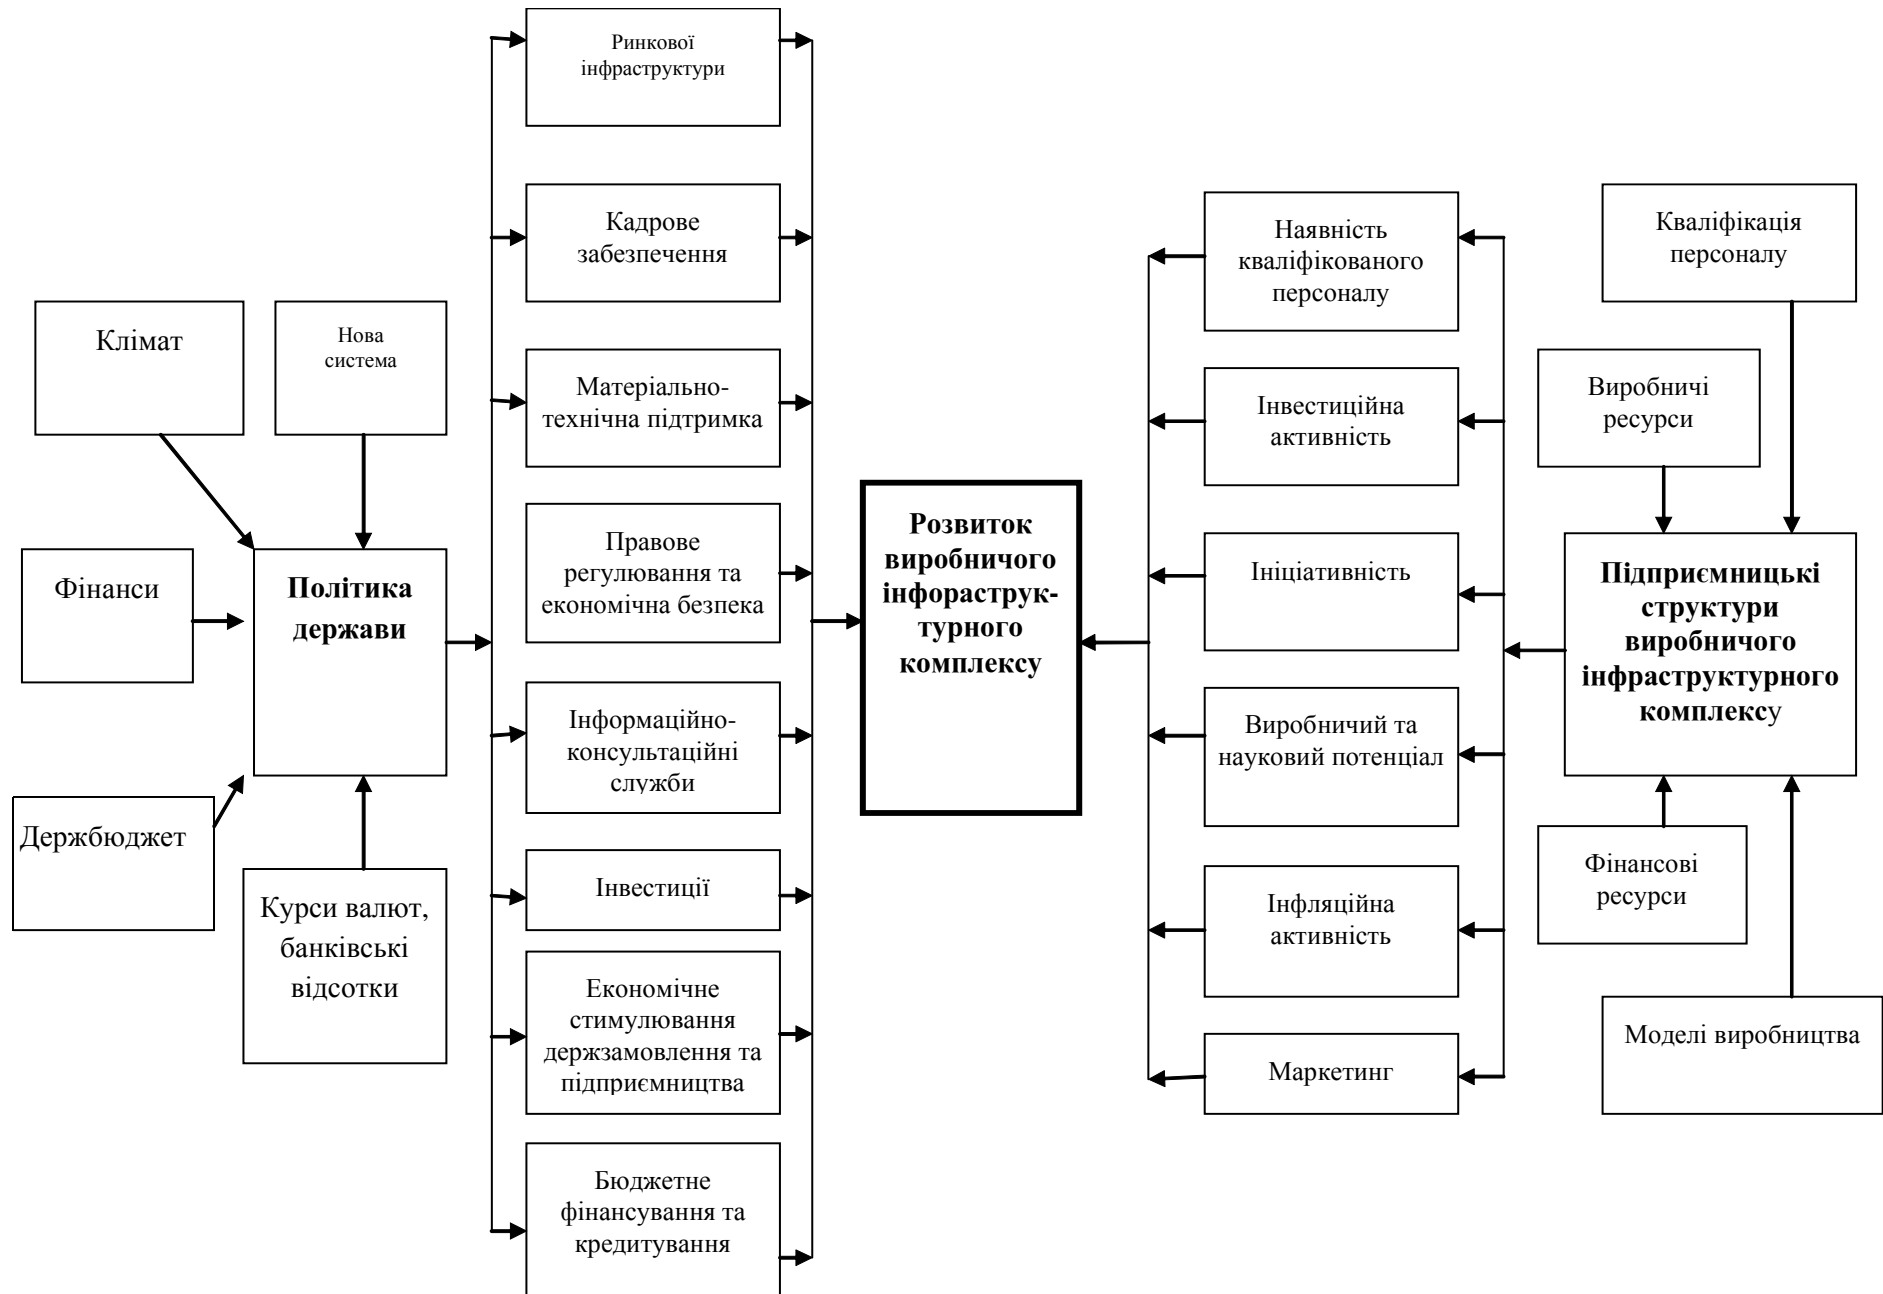 Ринкової
інфраструктури
Кадрове
забезпечення
Матеріально-
технічна підтримка
Правове
регулювання та
економічна безпека
Інформаційно-
консультаційні
служби
Інвестиції
Економічне
стимулювання
держзамовлення та
підприємництва
Бюджетне
фінансування та
кредитування
Клімат
Нова
система
Фінанси
Політика
держави
Держбюджет
Курси валют,
банківські
відсотки
Розвиток
виробничого
інфораструк-
турного
комплексу
Наявність
кваліфікованого
персоналу
Інвестиційна
активність
Ініціативність
Виробничий та
науковий потенціал
Інфляційна
активність
Маркетинг
Кваліфікація
персоналу
Виробничі
ресурси
Підприємницькі
структури
виробничого
інфраструктурного
комплексу
Фінансові
ресурси
Моделі виробництва